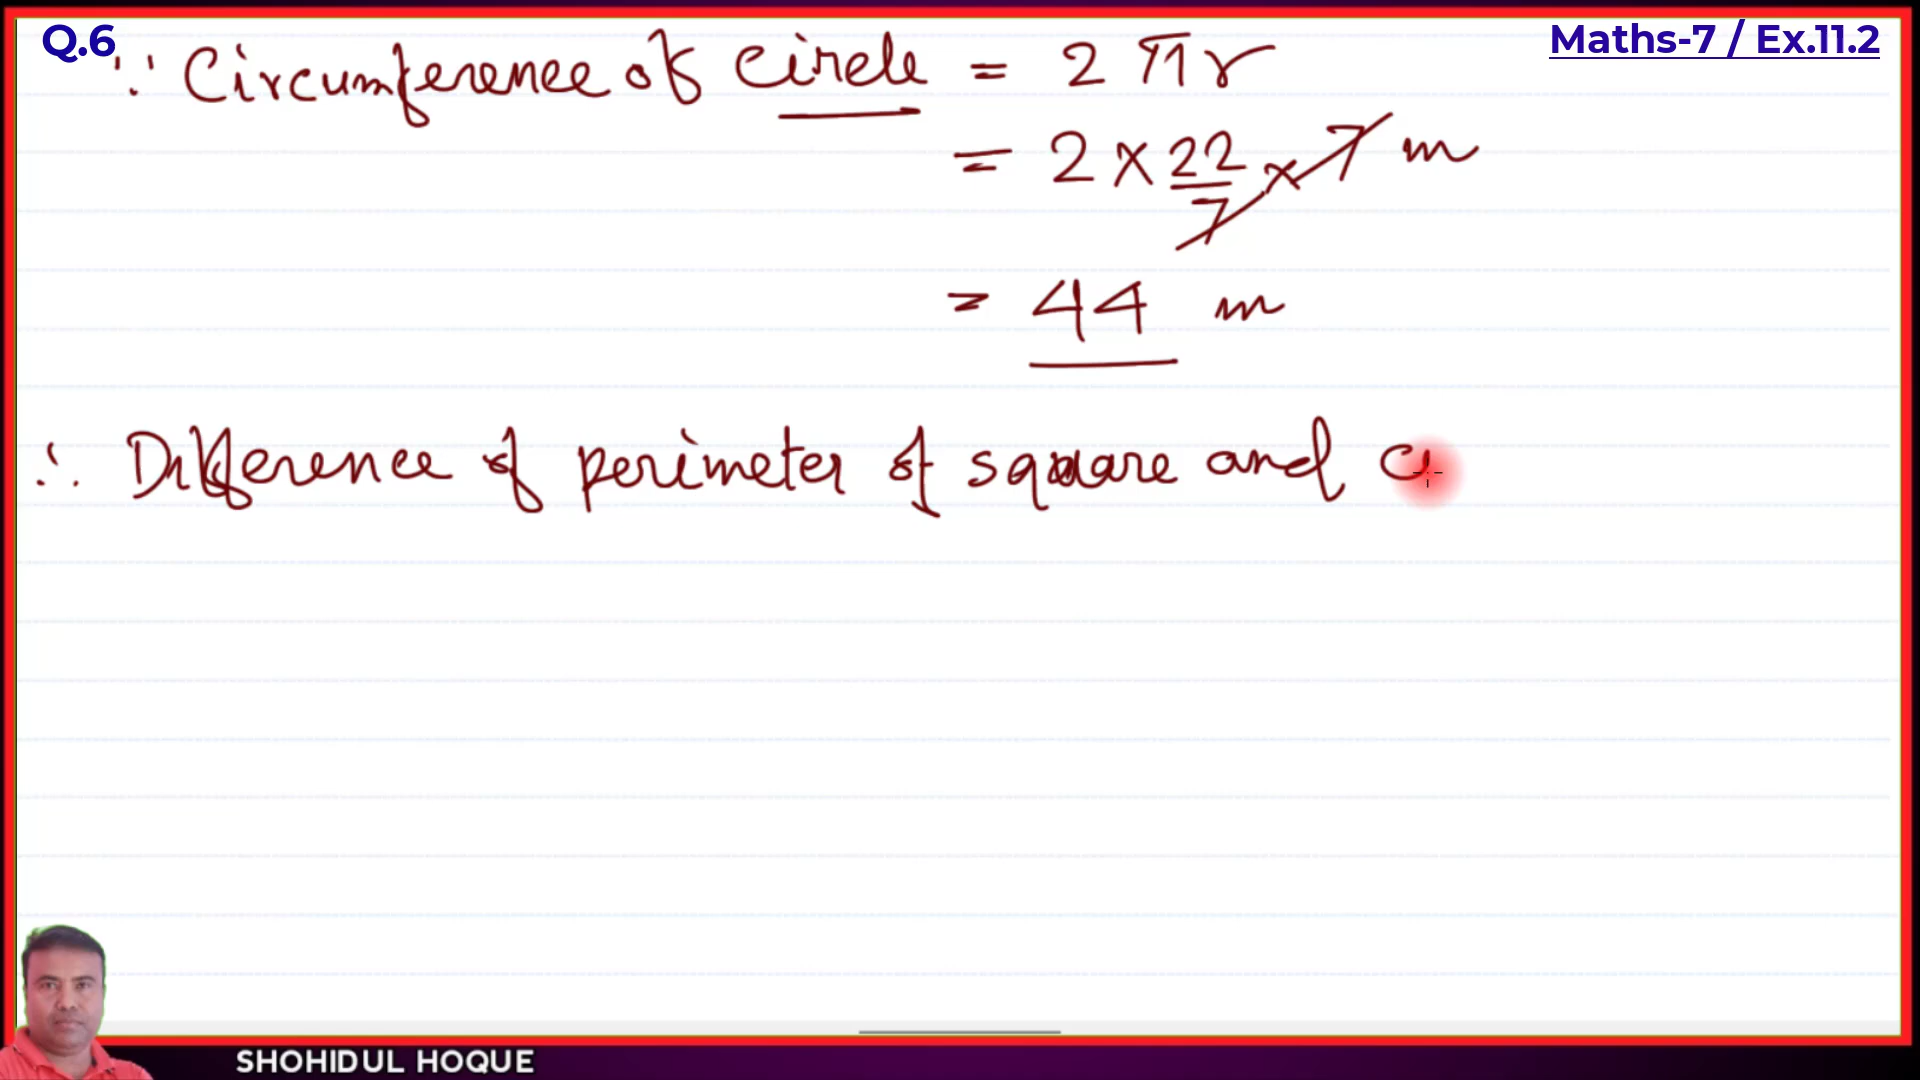 Q.6
Maths-7 / Ex.11.2
∵ Circumference of circle = 2 π r
= 2 × 22/7 × 7 m
= 44 m
∴ Difference of perimeter of square and ci
SHOHIDUL HOQUE